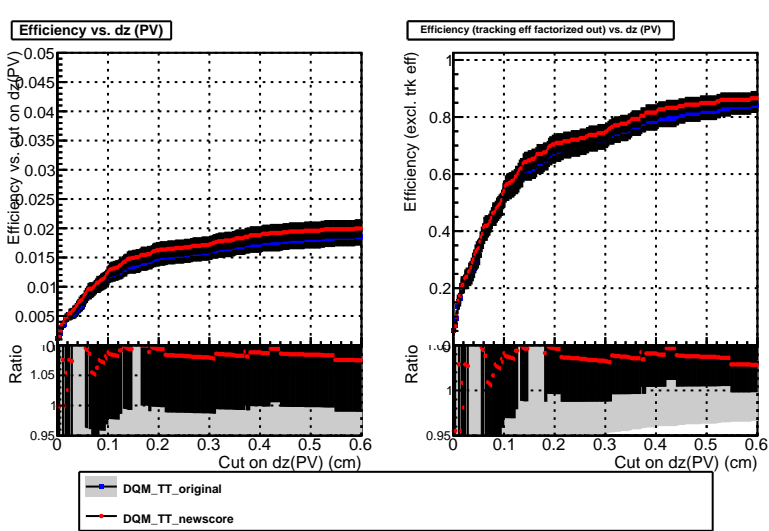 Efficiency vs. dz (PV)
Efficiency vs. cut on dz(PV)
0.05
0.045
0.04
0.035
0.03
0.025
0.02
0.015
0.01
0.005
Ratio
1.05
1
0.95
0 0.1 0.2 0.3 0.4 0.5 0.6
Cut on dz(PV) (cm)
Efficiency (tracking eff factorized out) vs. dz (PV)
Efficiency (excl. trk eff)
1
0.8
0.6
0.4
0.2
Ratio
1
0.95
0 0.1 0.2 0.3 0.4 0.5 0.6
Cut on dz(PV) (cm)
DQM_TT_original
DQM_TT_newscore